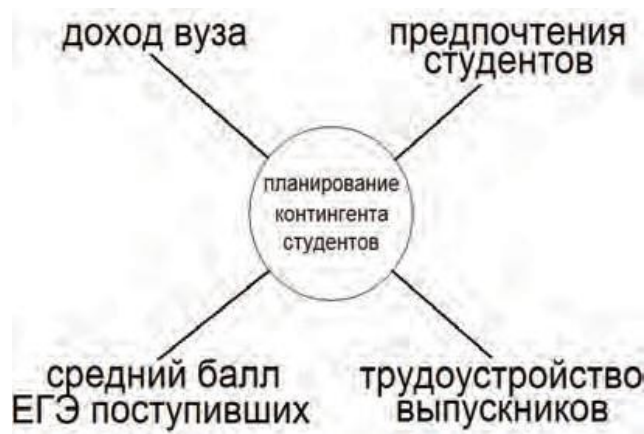 доход вуза
предпочтения
студентов
планирование
контингента
студентов
средний балл
ЕГЭ поступивших
трудоустройство
выпускников